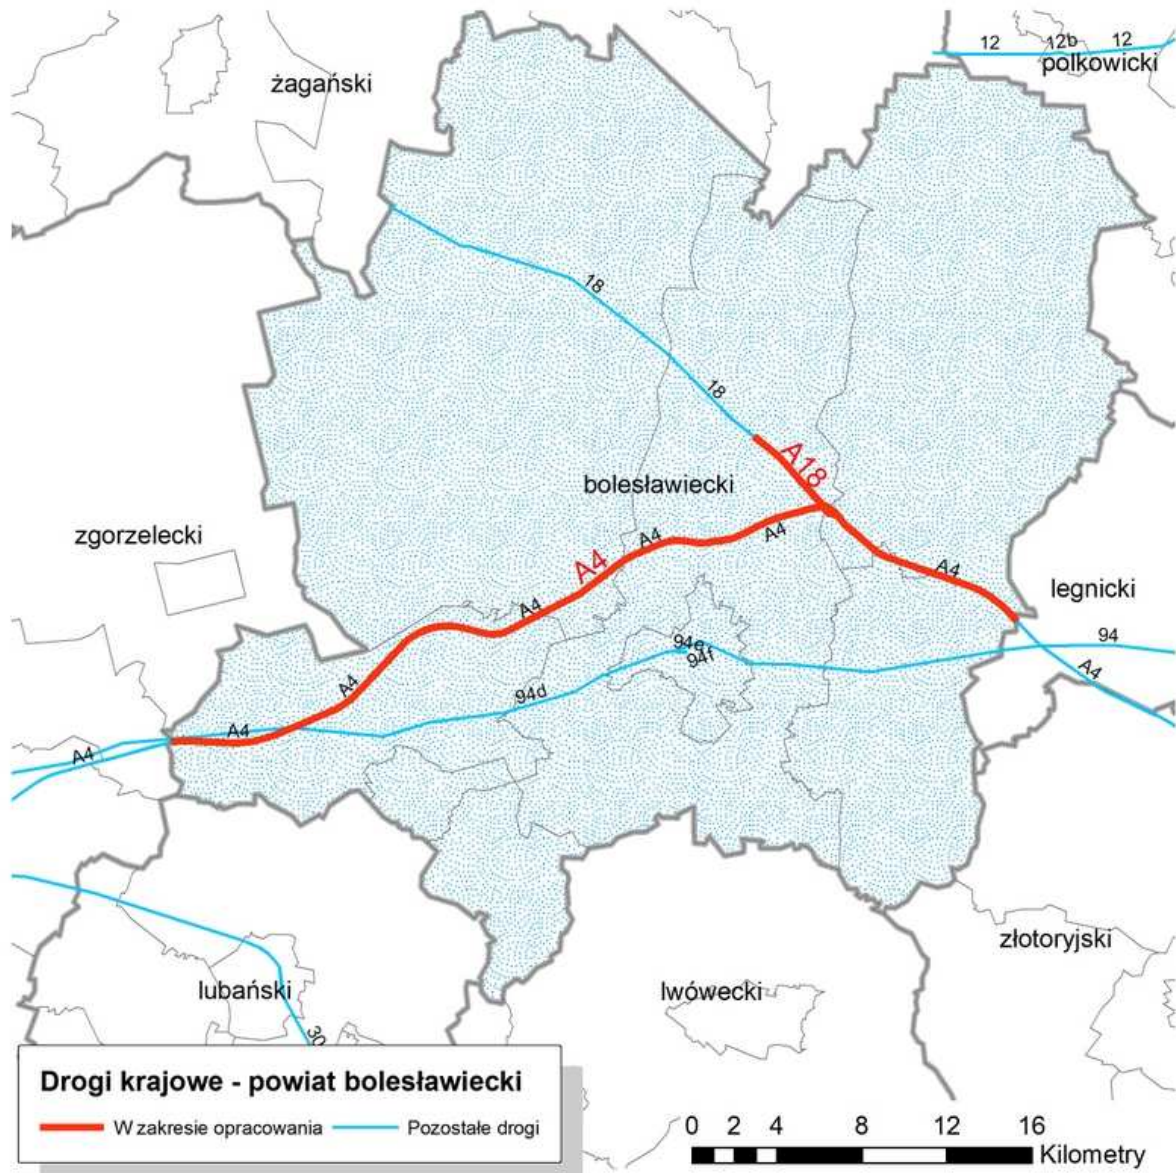 12 12b 12
polkowicki
żagański
18
18
A18
bolesławiecki
A4
A4
A4
zgorzelecki
A4
A4
legnicki
A4
94e
94
94f
A4
94d
A4
A4
złotoryjski
lubański
lwówecki
30
Drogi krajowe - powiat bolesławiecki
W zakresie opracowania Pozostałe drogi
0 2 4 8 12 16
Kilometry